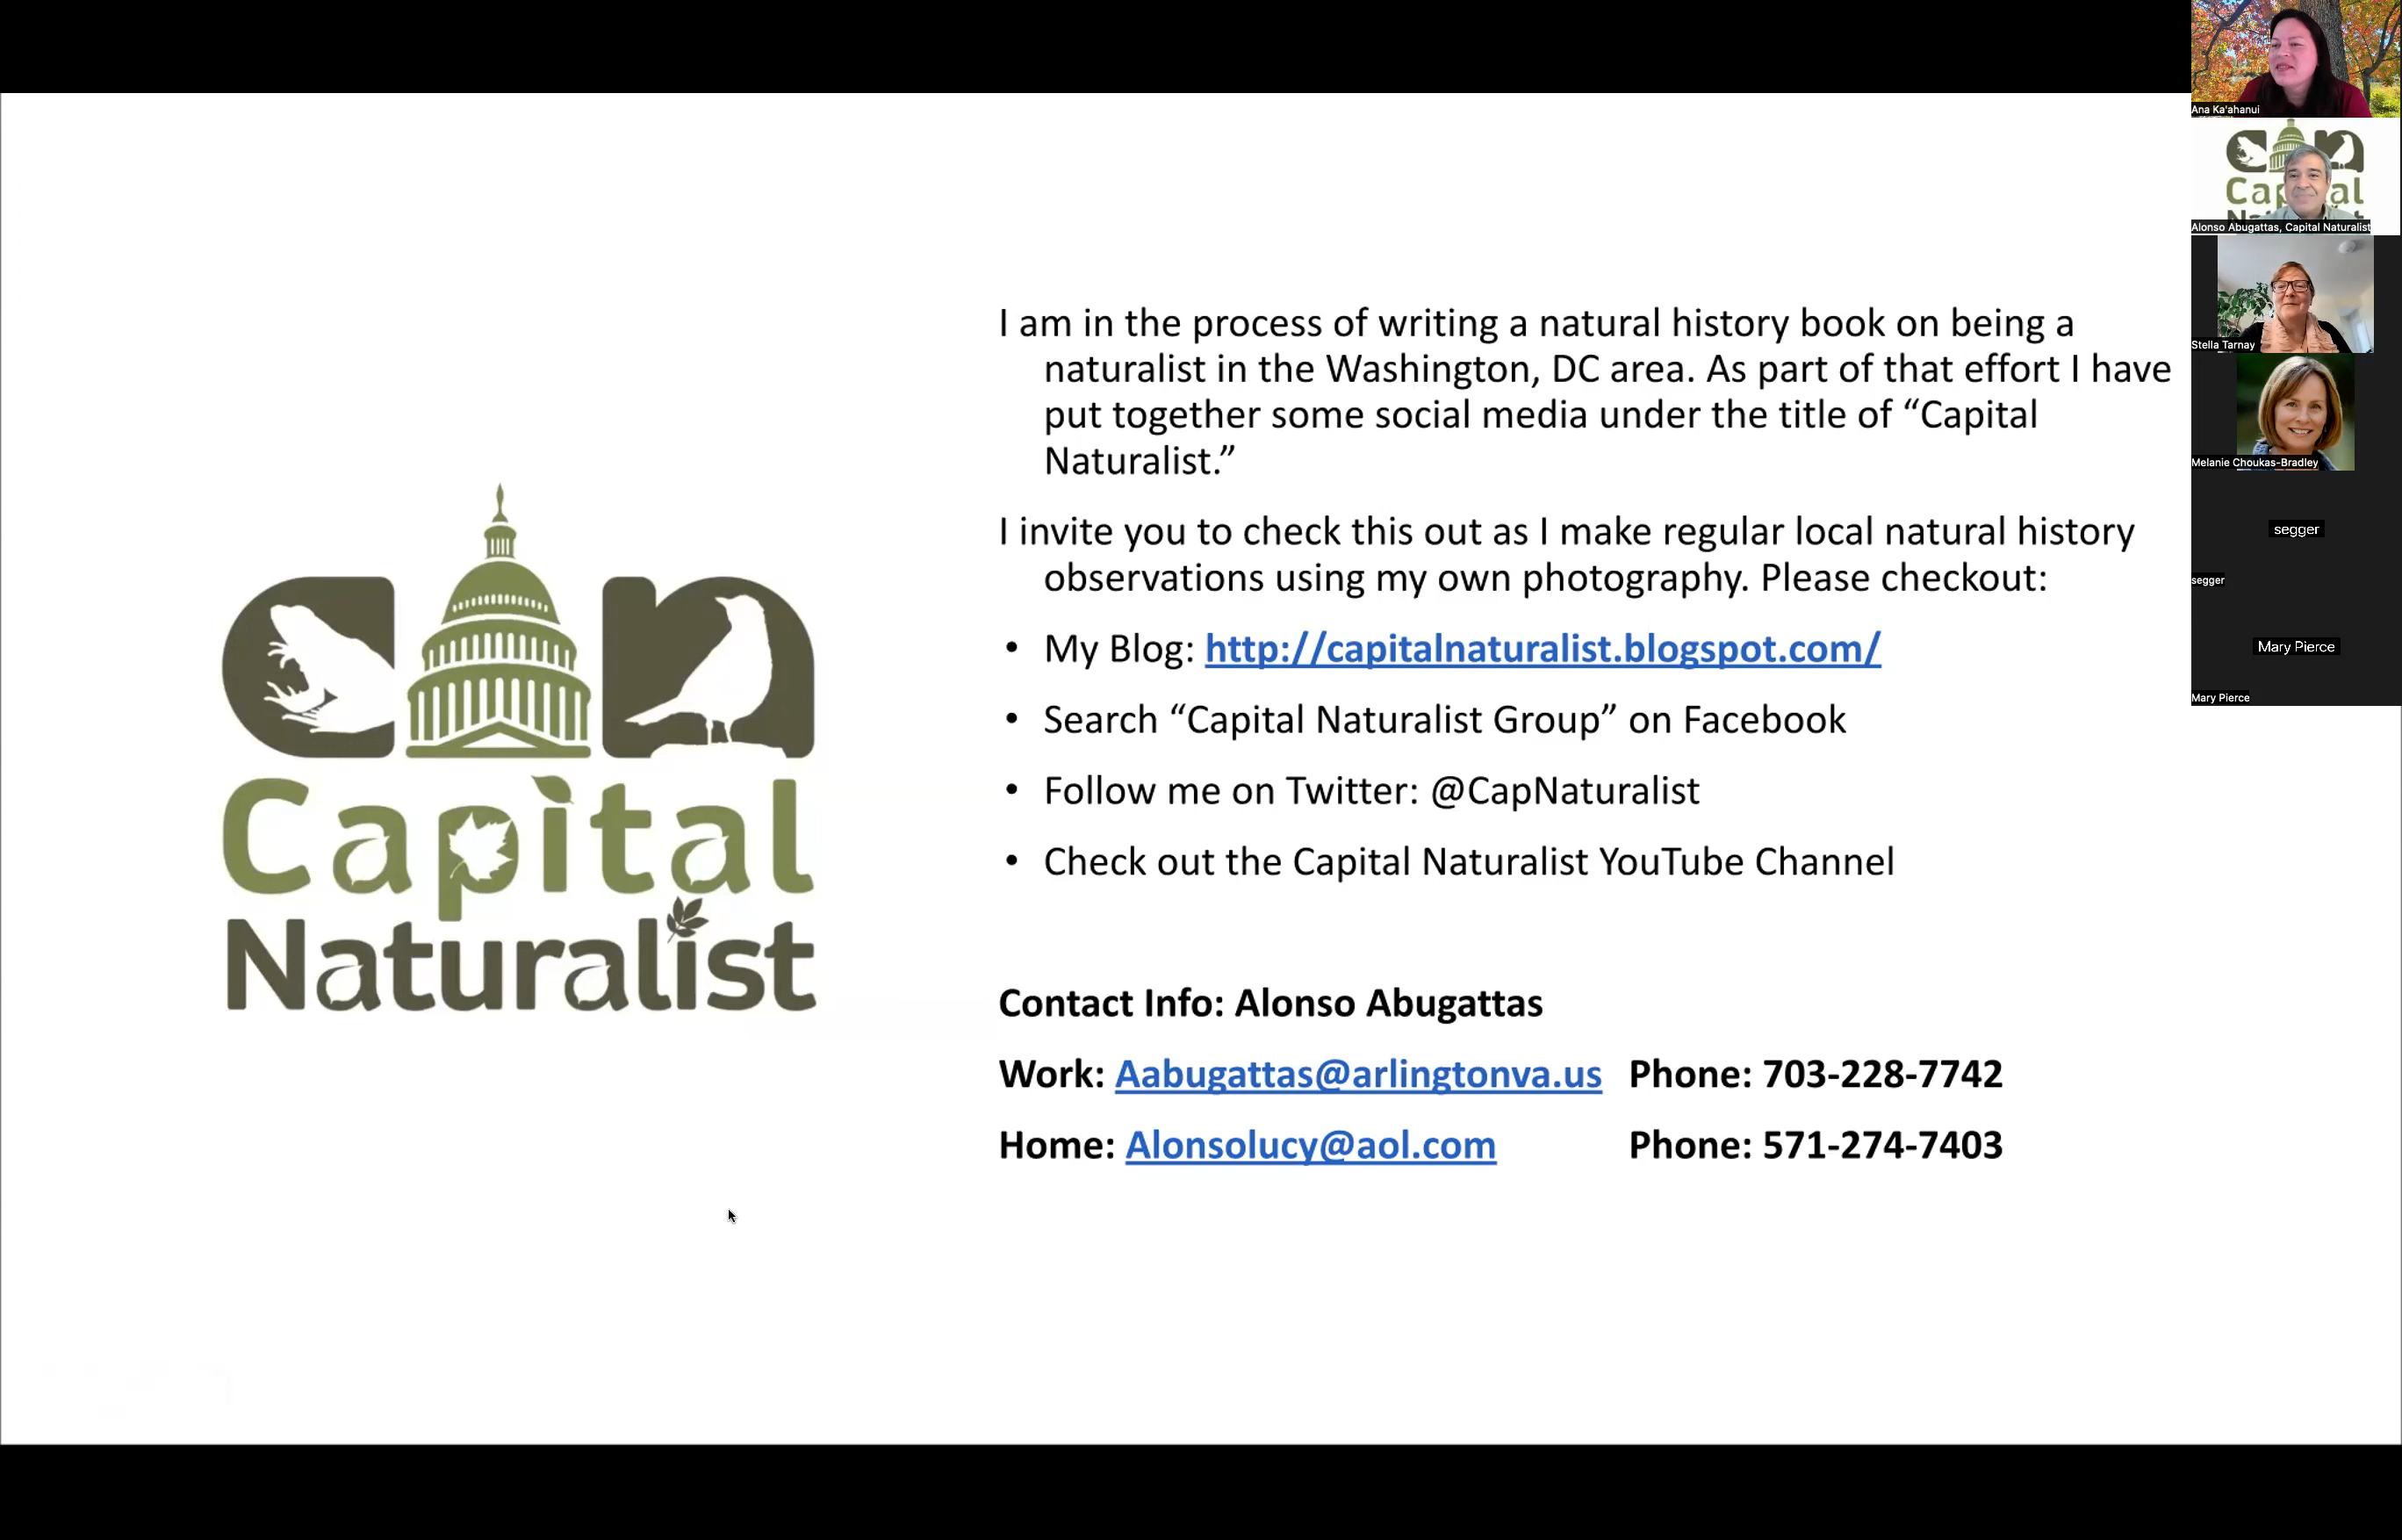 I am in the process of writing a natural history book on being a
naturalist in the Washington, DC area. As part of that effort I have
put together some social media under the title of “Capital
Naturalist.”
I invite you to check this out as I make regular local natural history
observations using my own photography. Please checkout:
• My Blog: http://capitalnaturalist.blogspot.com/
• Search “Capital Naturalist Group” on Facebook
• Follow me on Twitter: @CapNaturalist
• Check out the Capital Naturalist YouTube Channel
Contact Info: Alonso Abugattas
Work: Aabugattas@arlingtonva.us Phone: 703-228-7742
Home: Alonsolucy@aol.com Phone: 571-274-7403
Capital
Naturalist
Ana Ka'ahanui
Alonso Abugattas, Capital Naturalist
Stella Tarnay
Melanie Choukas-Bradley
segger
segger
Mary Pierce
Mary Pierce